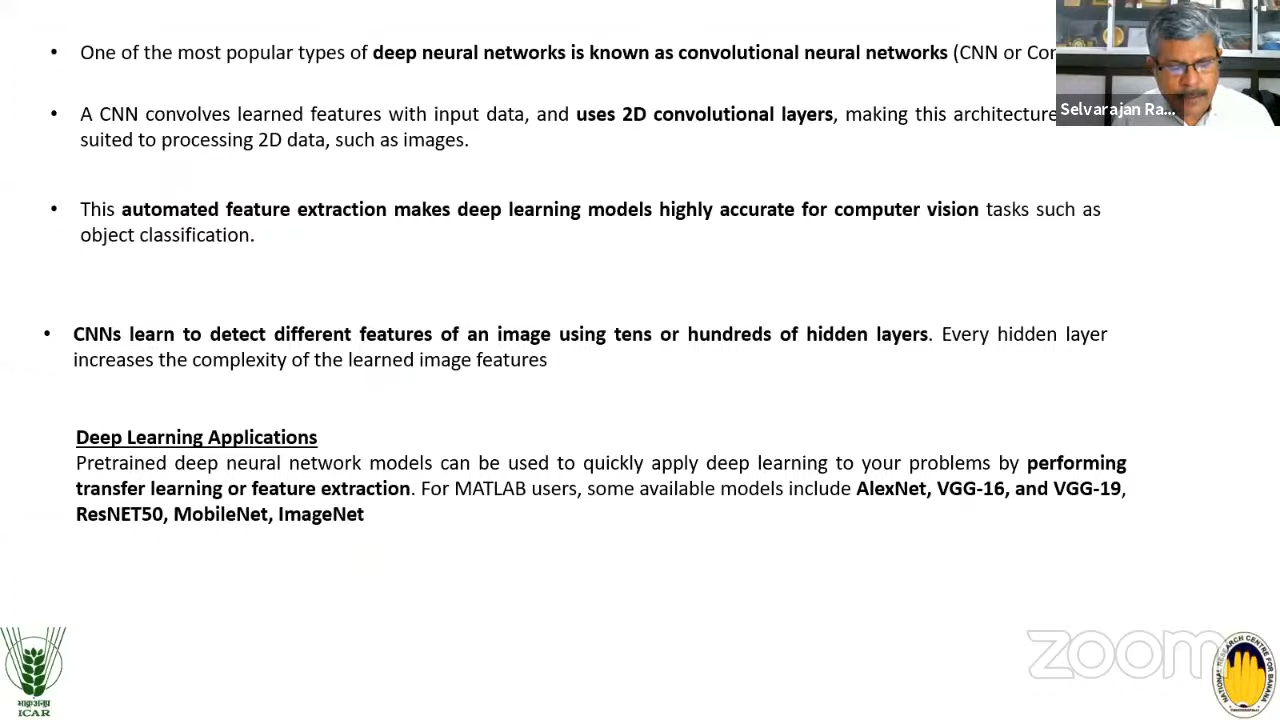 • One of the most popular types of deep neural networks is known as convolutional neural networks (CNN or
Selvarajan Ra...
• A CNN convolves learned features with input data, and uses 2D convolutional layers, making this architecture
suited to processing 2D data, such as images.
• This automated feature extraction makes deep learning models highly accurate for computer vision tasks such as
object classification.
• CNNs learn to detect different features of an image using tens or hundreds of hidden layers. Every hidden layer
increases the complexity of the learned image features
Deep Learning Applications
Pretrained deep neural network models can be used to quickly apply deep learning to your problems by performing
transfer learning or feature extraction. For MATLAB users, some available models include AlexNet, VGG-16, and VGG-19,
ResNET50, MobileNet, ImageNet
zoom
भाकृअनुप
ICAR
NATIONAL RESEARCH CENTRE FOR BANANA